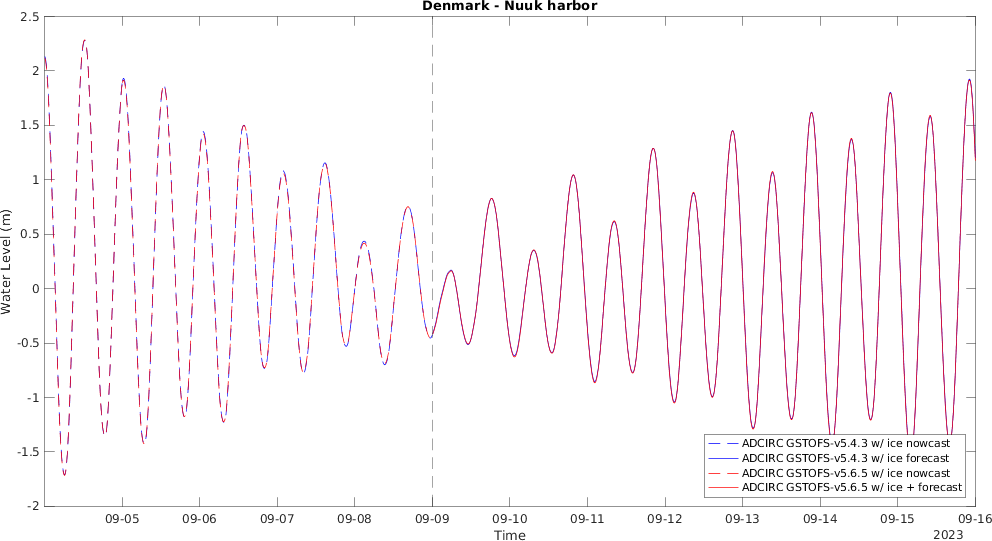 Denmark - Nuuk harbor
2.5
2
1.5
1
0.5
0
-0.5
-1
-1.5
-2
Water Level (m)
ADCIRC GSTOFS-v5.4.3 w/ ice nowcast
ADCIRC GSTOFS-v5.4.3 w/ ice forecast
ADCIRC GSTOFS-v5.6.5 w/ ice nowcast
ADCIRC GSTOFS-v5.6.5 w/ ice + forecast
09-05 09-06 09-07 09-08 09-09 09-10 09-11 09-12 09-13 09-14 09-15 09-16
Time
2023